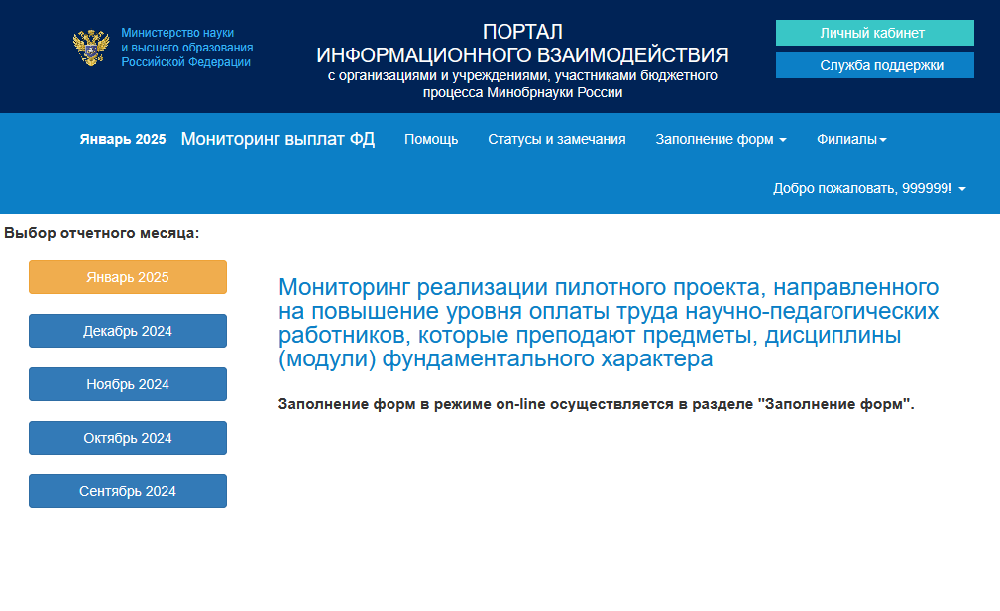 Министерство науки
и высшего образования
Российской Федерации
ПОРТАЛ
ИНФОРМАЦИОННОГО ВЗАИМОДЕЙСТВИЯ
с организациями и учреждениями, участниками бюджетного
процесса Минобрнауки России
Личный кабинет
Служба поддержки
Январь 2025 Мониторинг выплат ФД Помощь Статусы и замечания Заполнение форм Филиалы
Добро пожаловать, 999999!
Выбор отчетного месяца:
Январь 2025
Декабрь 2024
Ноябрь 2024
Октябрь 2024
Сентябрь 2024
Мониторинг реализации пилотного проекта, направленного
на повышение уровня оплаты труда научно-педагогических
работников, которые преподают предметы, дисциплины
(модули) фундаментального характера
Заполнение форм в режиме on-line осуществляется в разделе "Заполнение форм".